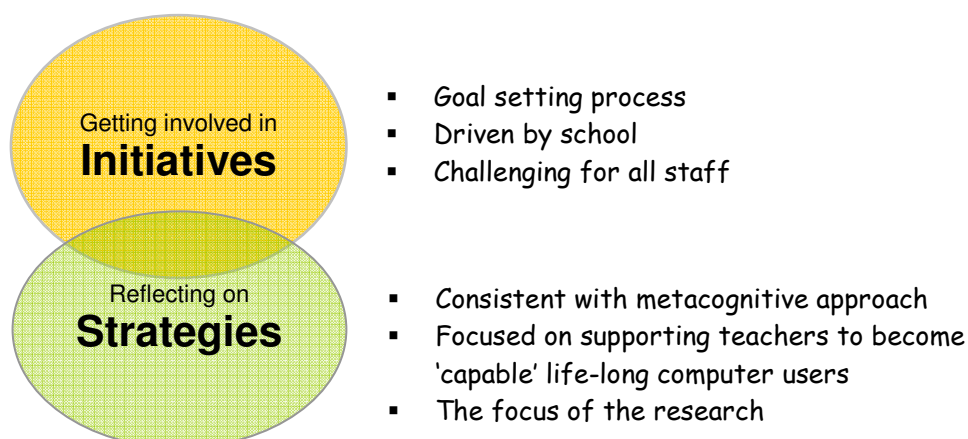 Getting involved in
Initiatives
▪ Goal setting process
▪ Driven by school
▪ Challenging for all staff
Reflecting on
Strategies
▪ Consistent with metacognitive approach
▪ Focused on supporting teachers to become
‘capable’ life-long computer users
▪ The focus of the research